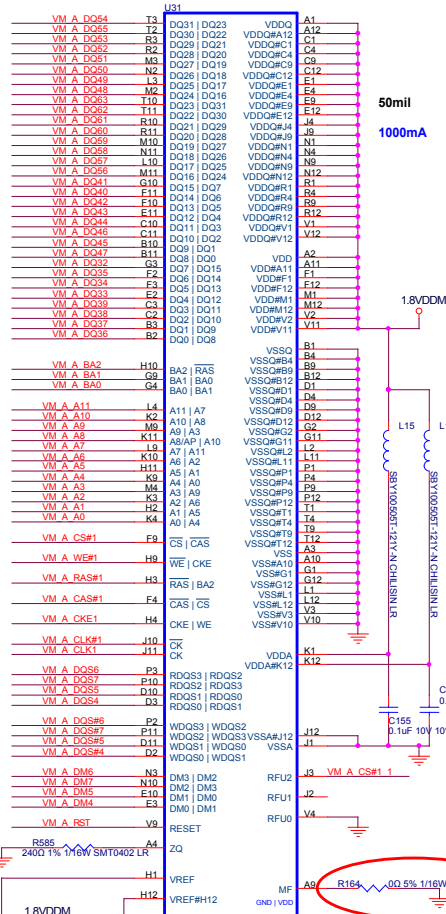 U31
VM_A_DQ54 T3 DQ31 | DQ23
VM_A_DQ55 T2 DQ30 | DQ22
VM_A_DQ53 R3 DQ29 | DQ21
VM_A_DQ52 R2 DQ28 | DQ20
VM_A_DQ51 M3 DQ27 | DQ19
VM_A_DQ50 N2 DQ26 | DQ18
VM_A_DQ49 L3 DQ25 | DQ17
VM_A_DQ48 M2 DQ24 | DQ16
VM_A_DQ63 T10 DQ23 | DQ31
VM_A_DQ62 T11 DQ22 | DQ30
VM_A_DQ61 R10 DQ21 | DQ29
VM_A_DQ60 R11 DQ20 | DQ28
VM_A_DQ59 M10 DQ19 | DQ27
VM_A_DQ58 N11 DQ18 | DQ26
VM_A_DQ57 L10 DQ17 | DQ25
VM_A_DQ56 M11 DQ16 | DQ24
VM_A_DQ41 G10 DQ15 | DQ7
VM_A_DQ40 F11 DQ14 | DQ6
VM_A_DQ42 F10 DQ13 | DQ5
VM_A_DQ43 E11 DQ12 | DQ4
VM_A_DQ44 C10 DQ11 | DQ3
VM_A_DQ46 C11 DQ10 | DQ2
VM_A_DQ45 B10 DQ9 | DQ1
VM_A_DQ47 B11 DQ8 | DQ0
VM_A_DQ32 G3 DQ7 | DQ15
VM_A_DQ35 F2 DQ6 | DQ14
VM_A_DQ34 F3 DQ5 | DQ13
VM_A_DQ33 E2 DQ4 | DQ12
VM_A_DQ39 C3 DQ3 | DQ11
VM_A_DQ38 C2 DQ2 | DQ10
VM_A_DQ37 B3 DQ1 | DQ9
VM_A_DQ36 B2 DQ0 | DQ8
VM_A_BA2 H10 BA2 | RAS
VM_A_BA1 G9 BA1 | BA0
VM_A_BA0 G4 BA0 | BA1
VM_A_A11 L4 A11 | A7
VM_A_A10 K2 A10 | A8
VM_A_A9 M9 A9 | A3
VM_A_A8 K11 A8/AP | A10
VM_A_A7 L9 A7 | A11
VM_A_A6 K10 A6 | A2
VM_A_A5 H11 A5 | A1
VM_A_A4 K9 A4 | A0
VM_A_A3 M4 A3 | A9
VM_A_A2 K3 A2 | A6
VM_A_A1 H2 A1 | A5
VM_A_A0 K4 A0 | A4
VM_A_CS#1 F9 CS | CAS
VM_A_WE#1 H9 WE | CKE
VM_A_RAS#1 H3 RAS | BA2
VM_A_CAS#1 F4 CAS | CS
VM_A_CKE1 H4 CKE | WE
VM_A_CLK#1 J10 CK
VM_A_CLK1 J11 CK
VM_A_DQS6 P3 RDQS3 | RDQS2
VM_A_DQS7 P10 RDQS2 | RDQS3
VM_A_DQS5 D10 RDQS1 | RDQS0
VM_A_DQS4 D3 RDQS0 | RDQS1
VM_A_DQS#6 P2 WDQS3 | WDQS2
VM_A_DQS#7 P11 WDQS2 | WDQS3
VM_A_DQS#5 D11 WDQS1 | WDQS0
VM_A_DQS#4 D2 WDQS0 | WDQS1
VM_A_DM6 N3 DM3 | DM2
VM_A_DM7 N10 DM2 | DM3
VM_A_DM5 E10 DM1 | DM0
VM_A_DM4 E3 DM0 | DM1
VM_A_RST V9 RESET
R585 A4 ZQ
240Ω 1% 1/16W SMT0402 LR
H1 VREF
H12 VREF#H12
1.8VDDM
VDDQ A1
VDDQ#A12 A12
VDDQ#C1 C1
VDDQ#C4 C4
VDDQ#C9 C9
VDDQ#C12 C12
VDDQ#E1 E1
VDDQ#E4 E4
VDDQ#E9 E9
VDDQ#E12 E12
VDDQ#J4 J4
VDDQ#J9 J9
VDDQ#N1 N1
VDDQ#N4 N4
VDDQ#N9 N9
VDDQ#N12 N12
VDDQ#R1 R1
VDDQ#R4 R4
VDDQ#R9 R9
VDDQ#R12 R12
VDDQ#V1 V1
VDDQ#V12 V12
50mil
1000mA
VDD A2
VDD#A11 A11
VDD#F1 F1
VDD#F12 F12
VDD#M1 M1
VDD#M12 M12
VDD#V2 V2
VDD#V11 V11
1.8VDDM
VSSQ B1
VSSQ#B4 B4
VSSQ#B9 B9
VSSQ#B12 B12
VSSQ#D1 D1
VSSQ#D4 D4
VSSQ#D9 D9
VSSQ#D12 D12
VSSQ#G2 G2
VSSQ#G11 G11
VSSQ#L2 L2
VSSQ#L11 L11
VSSQ#P1 P1
VSSQ#P4 P4
VSSQ#P9 P9
VSSQ#P12 P12
VSSQ#T1 T1
VSSQ#T4 T4
VSSQ#T9 T9
VSSQ#T12 T12
VSS A3
VSS#A10 A10
VSS#G1 G1
VSS#G12 G12
VSS#L1 L1
VSS#L12 L12
VSS#V3 V3
VSS#V10 V10
L15
SBY100505T-121Y-N CHILISIN LR
SBY100505T-121Y-N CHILISIN LR
VDDA K1
VDDA#K12 K12
C155
0.1uF 10V
VSSA#J12 J12
VSSA J1
RFU2 J3 VM_A_CS#1_1
RFU1 J2
RFU0 V4
MF A9 R164 0Ω 5% 1/16W
GND | VDD